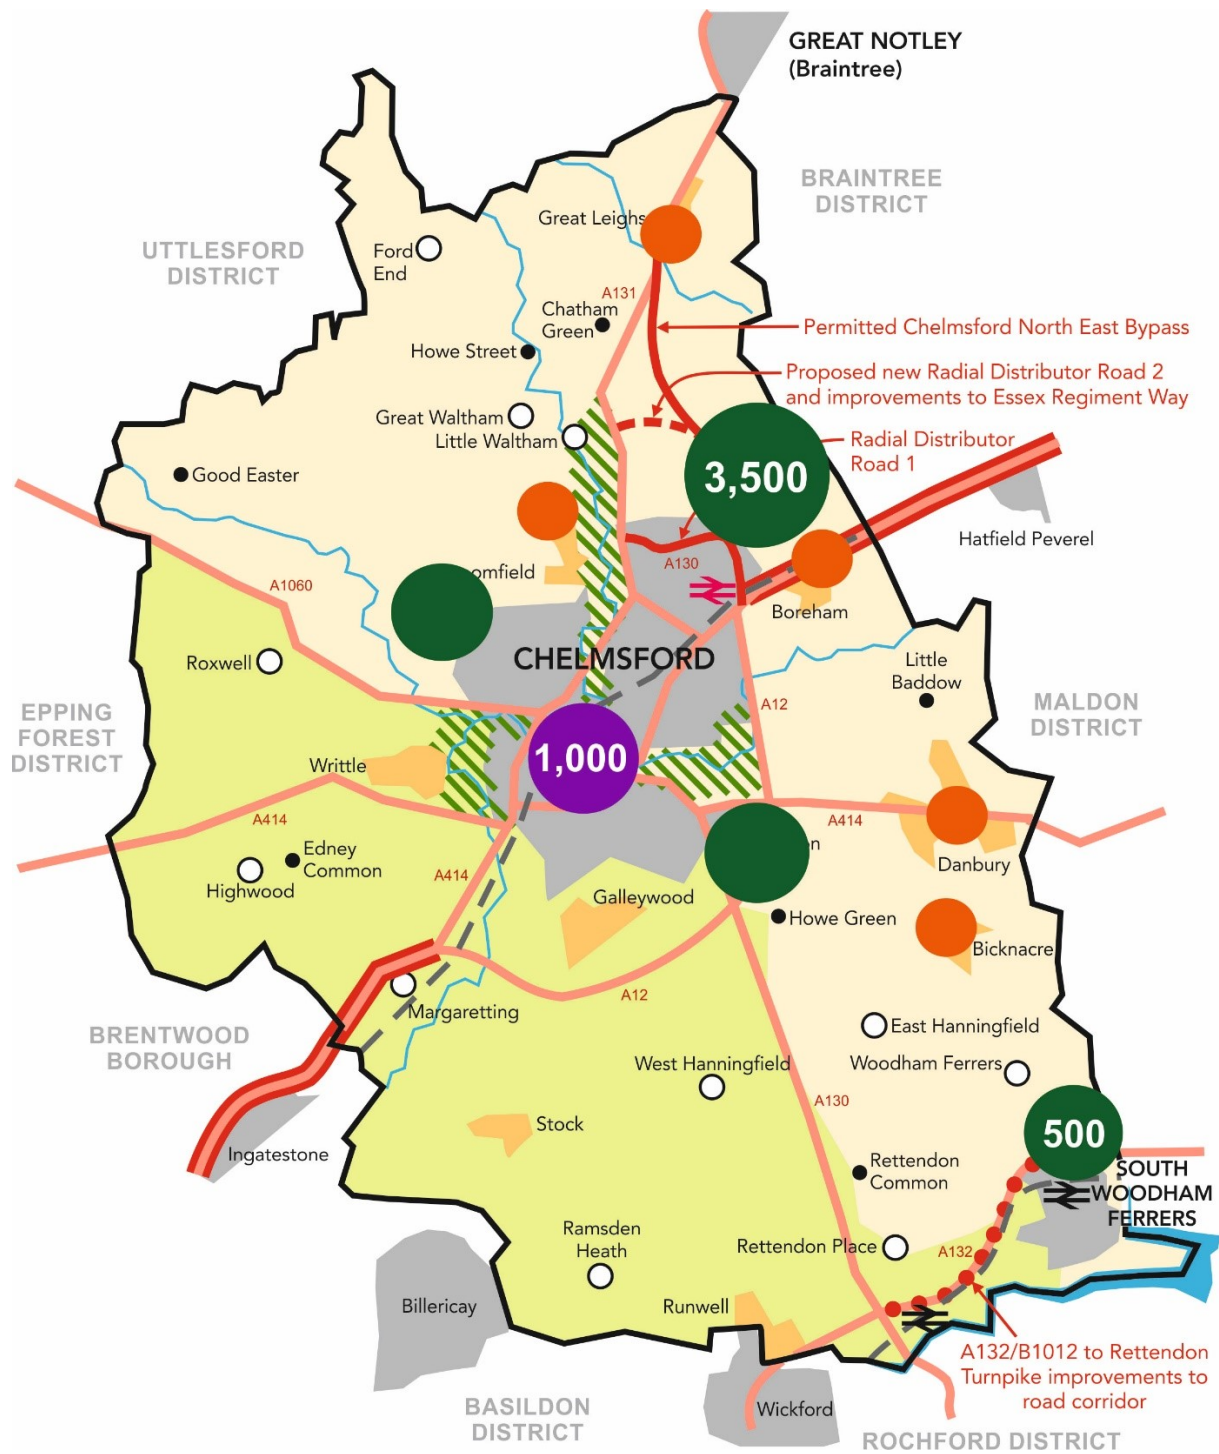 GREAT NOTLEY
(Braintree)
BRAINTREE
DISTRICT
UTTLESFORD
DISTRICT
Great Leighs
Ford
End
A131
Chatham
Green
Permitted Chelmsford North East Bypass
Howe Street
Proposed new Radial Distributor Road 2
and improvements to Essex Regiment Way
Great Waltham
Little Waltham
Radial Distributor
Road 1
3,500
Good Easter
Hatfield Peverel
A130
omfield
A1060
Boreham
CHELMSFORD
Roxwell
Little
Baddow
EPPING
FOREST
DISTRICT
A12
MALDON
DISTRICT
1,000
Writtle
A414
A414
Edney
Common
Highwood
A414
Danbury
Galleywood
Howe Green
Bicknacre
A12
Margaretting
East Hanningfield
BRENTWOOD
BOROUGH
West Hanningfield
Woodham Ferrers
A130
Stock
500
Ingatestone
Rettendon
Common
SOUTH
WOODHAM
FERRERS
Ramsden
Heath
Rettendon Place
A132
Billericay
Runwell
A132/B1012 to Rettendon
Turnpike improvements to
road corridor
BASILDON
DISTRICT
Wickford
ROCHFORD DISTRICT